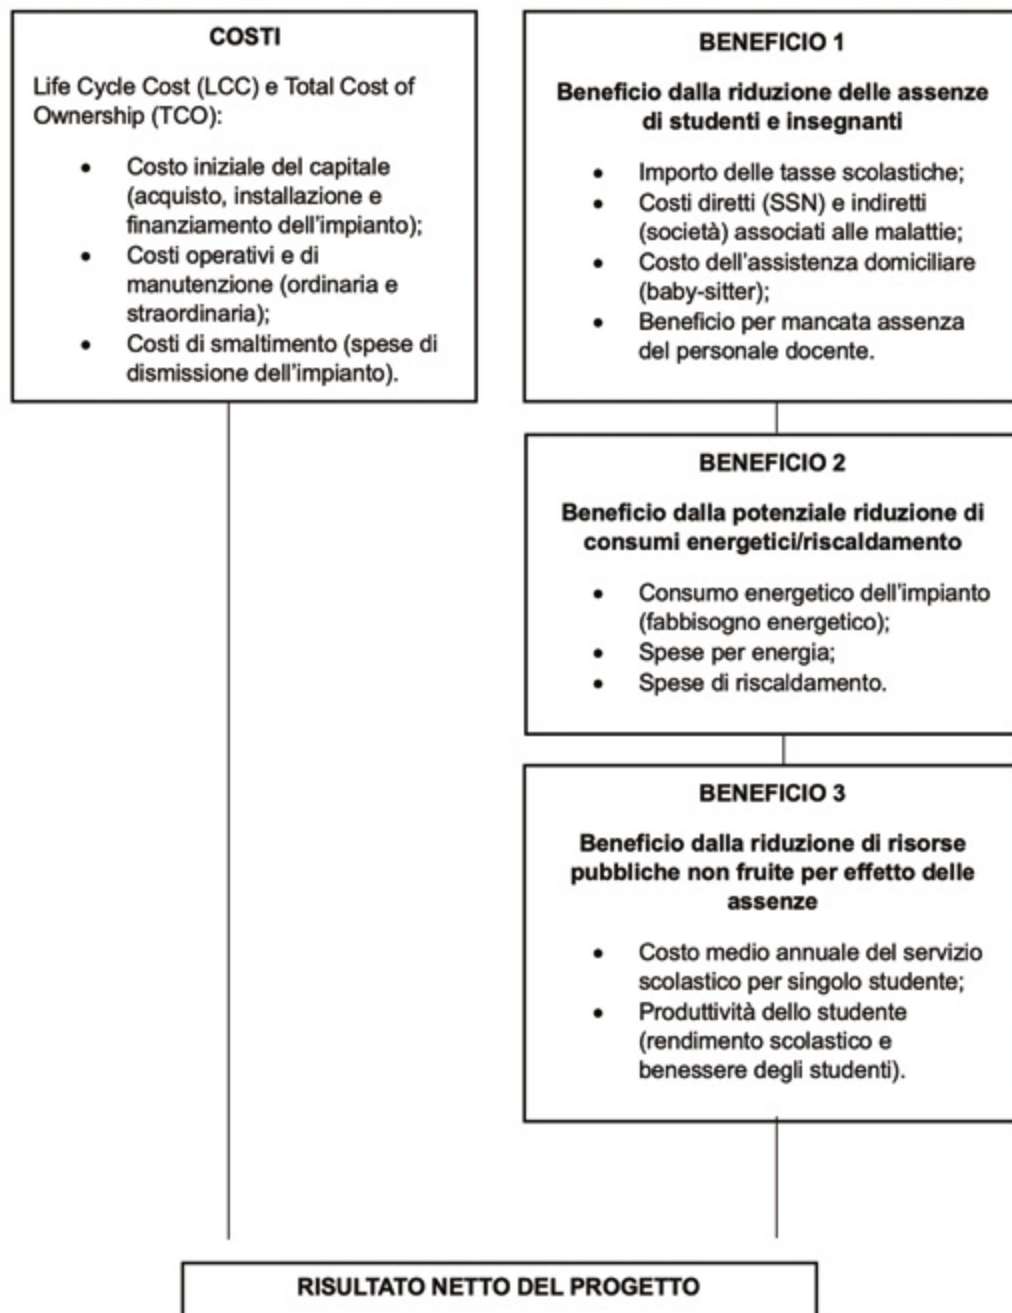 COSTI
Life Cycle Cost (LCC) e Total Cost of
Ownership (TCO):
• Costo iniziale del capitale
(acquisto, installazione e
finanziamento dell'impianto);
• Costi operativi e di
manutenzione (ordinaria e
straordinaria);
• Costi di smaltimento (spese di
dismissione dell'impianto).
BENEFICIO 1
Beneficio dalla riduzione delle assenze
di studenti e insegnanti
• Importo delle tasse scolastiche;
• Costi diretti (SSN) e indiretti
(società) associati alle malattie;
• Costo dell'assistenza domiciliare
(baby-sitter);
• Beneficio per mancata assenza
del personale docente.
BENEFICIO 2
Beneficio dalla potenziale riduzione di
consumi energetici/riscaldamento
• Consumo energetico dell'impianto
(fabbisogno energetico);
• Spese per energia;
• Spese di riscaldamento.
BENEFICIO 3
Beneficio dalla riduzione di risorse
pubbliche non fruite per effetto delle
assenze
• Costo medio annuale del servizio
scolastico per singolo studente;
• Produttività dello studente
(rendimento scolastico e
benessere degli studenti).
RISULTATO NETTO DEL PROGETTO